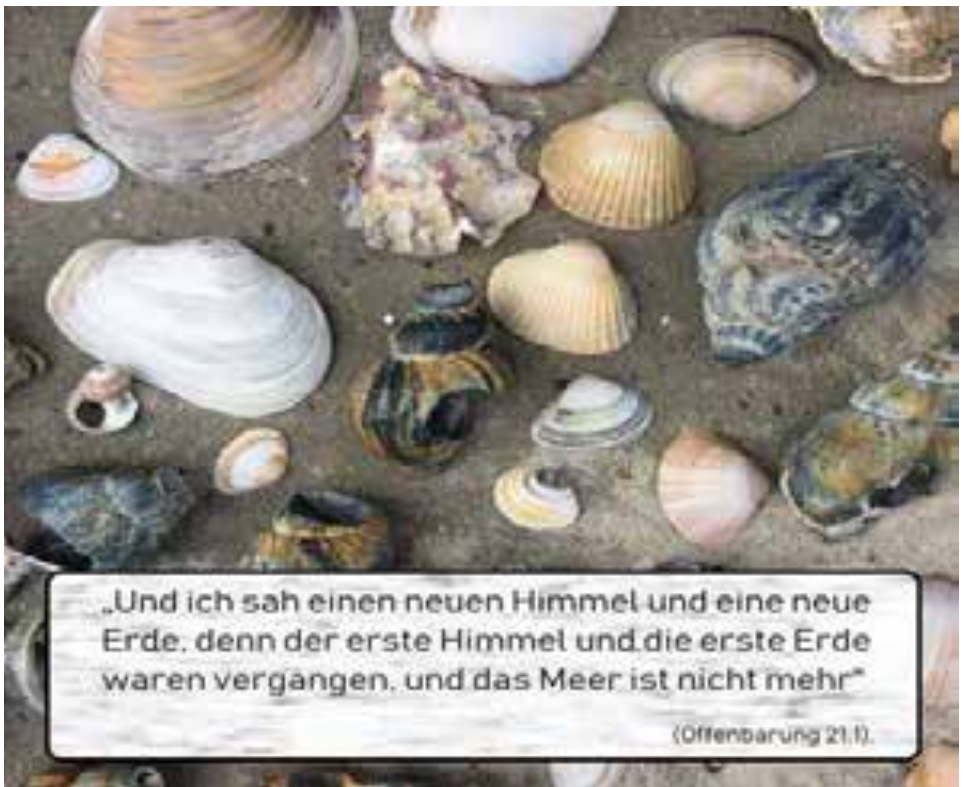 „Und ich sah einen neuen Himmel und eine neue
Erde, denn der erste Himmel und die erste Erde
waren vergangen, und das Meer ist nicht mehr“
(Offenbarung 21,1).